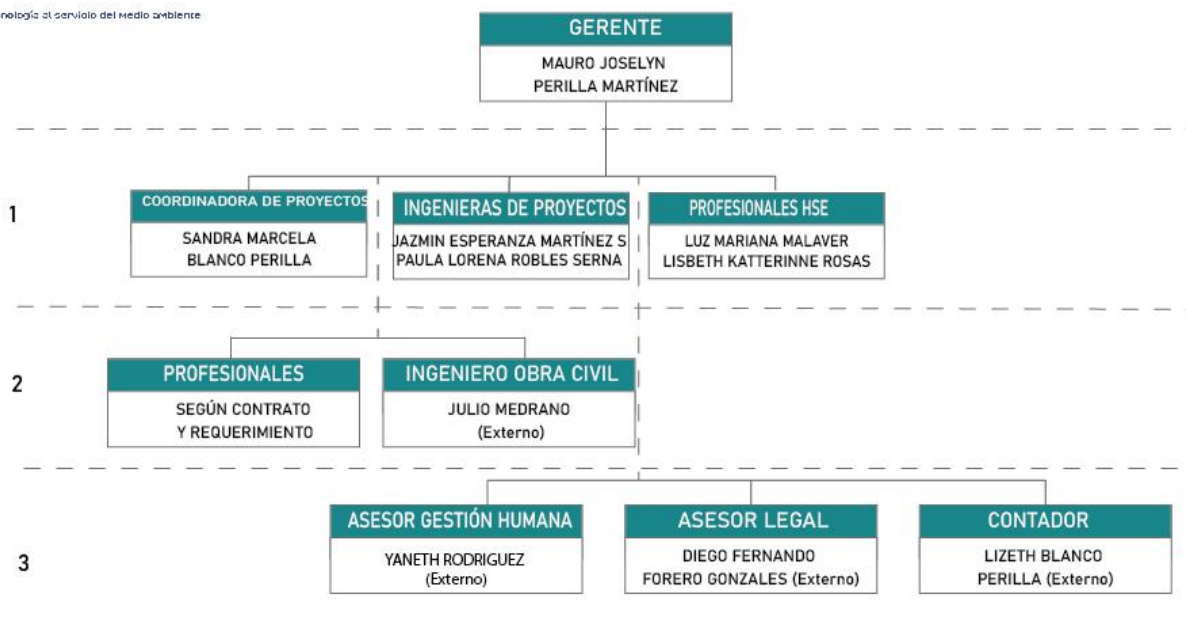 nología al servicio del Medio ambiente
GERENTE
MAURO JOSELYN
PERILLA MARTÍNEZ
1
COORDINADORA DE PROYECTOS
SANDRA MARCELA
BLANCO PERILLA
INGENIERAS DE PROYECTOS
JAZMIN ESPERANZA MARTÍNEZ S
PAULA LORENA ROBLES SERNA
PROFESIONALES HSE
LUZ MARIANA MALAVER
LISBETH KATTERINNE ROSAS
2
PROFESIONALES
SEGÚN CONTRATO
Y REQUERIMIENTO
INGENIERO OBRA CIVIL
JULIO MEDRANO
(Externo)
3
ASESOR GESTIÓN HUMANA
YANETH RODRIGUEZ
(Externo)
ASESOR LEGAL
DIEGO FERNANDO
FORERO GONZALES (Externo)
CONTADOR
LIZETH BLANCO
PERILLA (Externo)